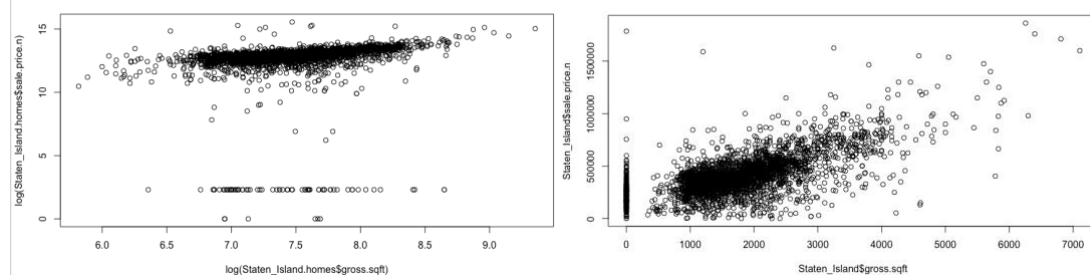 log(Staten_Island.homes$sale.price.n)
15
10
5
0
6.0 6.5 7.0 7.5 8.0 8.5 9.0
log(Staten_Island.homes$gross.sqft)
Staten_Island$sale.price.n
1500000
1000000
500000
0
0 1000 2000 3000 4000 5000 6000 7000
Staten_Island$gross.sqft